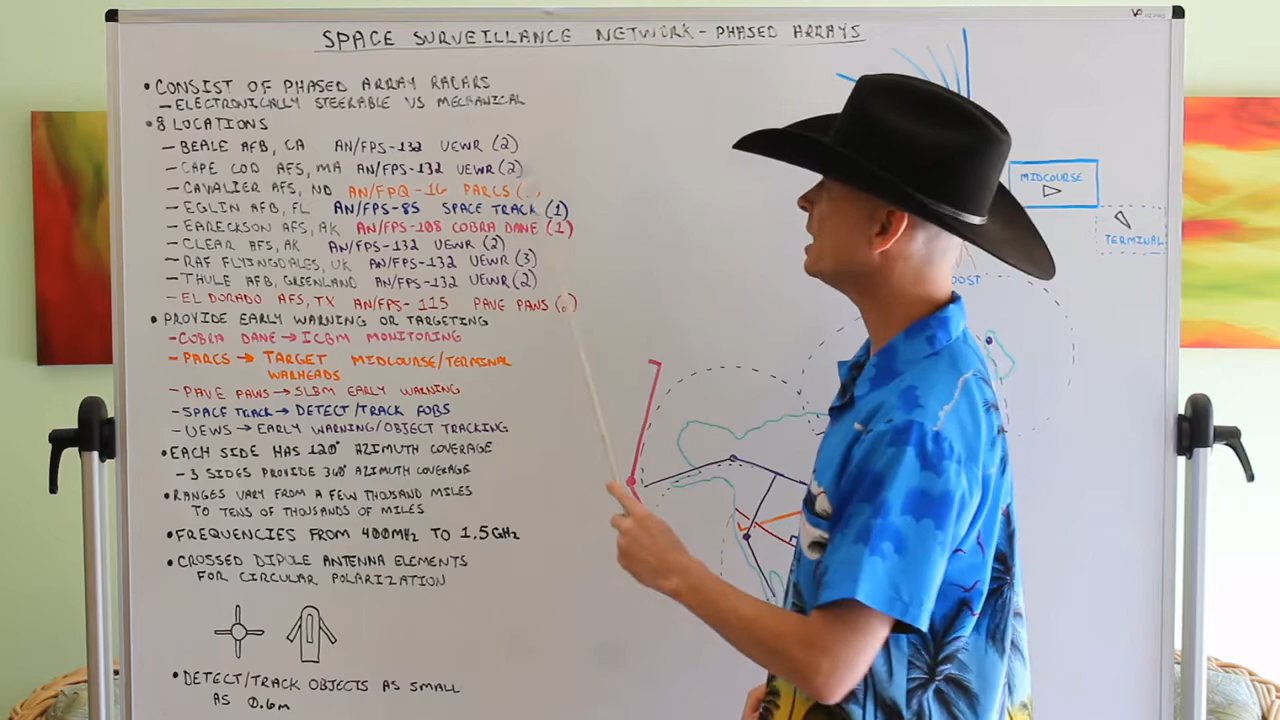 SPACE SURVEILLANCE NETWORK - PHASED ARRAYS
• CONSIST OF PHASED ARRAY RADARS
- ELECTRONICALLY STEERABLE VS MECHANICAL
• 8 LOCATIONS
- BEALE AFB, CA AN/FPS-132 UEWR (2)
- CAPE COD AFS, MA AN/FPS-132 UEWR (2)
- CAVALIER AFS, ND AN/FPQ-16 PARCS (
- EGLIN AFB, FL AN/FPS-85 SPACE TRACK (1)
- EARECKSON AFS, AK AN/FPS-108 COBRA DANE (1)
- CLEAR AFS, AK AN/FPS-132 UEWR (2)
- RAF FLYINGDALES, UK AN/FPS-132 UEWR (3)
- THULE AFB, GREENLAND AN/FPS-132 UEWR (2)
- EL DORADO AFS, TX AN/FPS-115 PAVE PAWS (0)
• PROVIDE EARLY WARNING OR TARGETING
- COBRA DANE → ICBM MONITORING
- PARCS → TARGET MIDCOURSE/TERMINAL
WARHEADS
- PAVE PAWS → SLBM EARLY WARNING
- SPACE TRACK → DETECT/TRACK FOBS
- UEWS → EARLY WARNING/OBJECT TRACKING
• EACH SIDE HAS 120° AZIMUTH COVERAGE
- 3 SIDES PROVIDE 360° AZIMUTH COVERAGE
• RANGES VARY FROM A FEW THOUSAND MILES
TO TENS OF THOUSANDS OF MILES
• FREQUENCIES FROM 400MHz TO 1.5GHz
• CROSSED DIPOLE ANTENNA ELEMENTS
FOR CIRCULAR POLARIZATION
• DETECT/TRACK OBJECTS AS SMALL
AS 0.6m
MIDCOURSE
TERMINAL
OOST